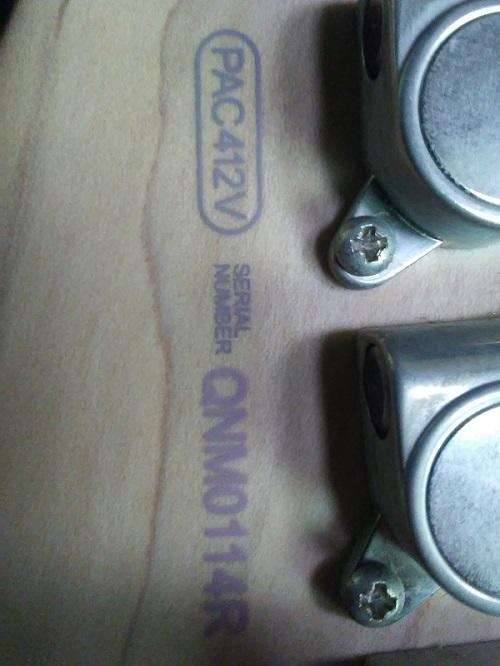 PAC412V
SERIAL
NUMBER
QNM0114R